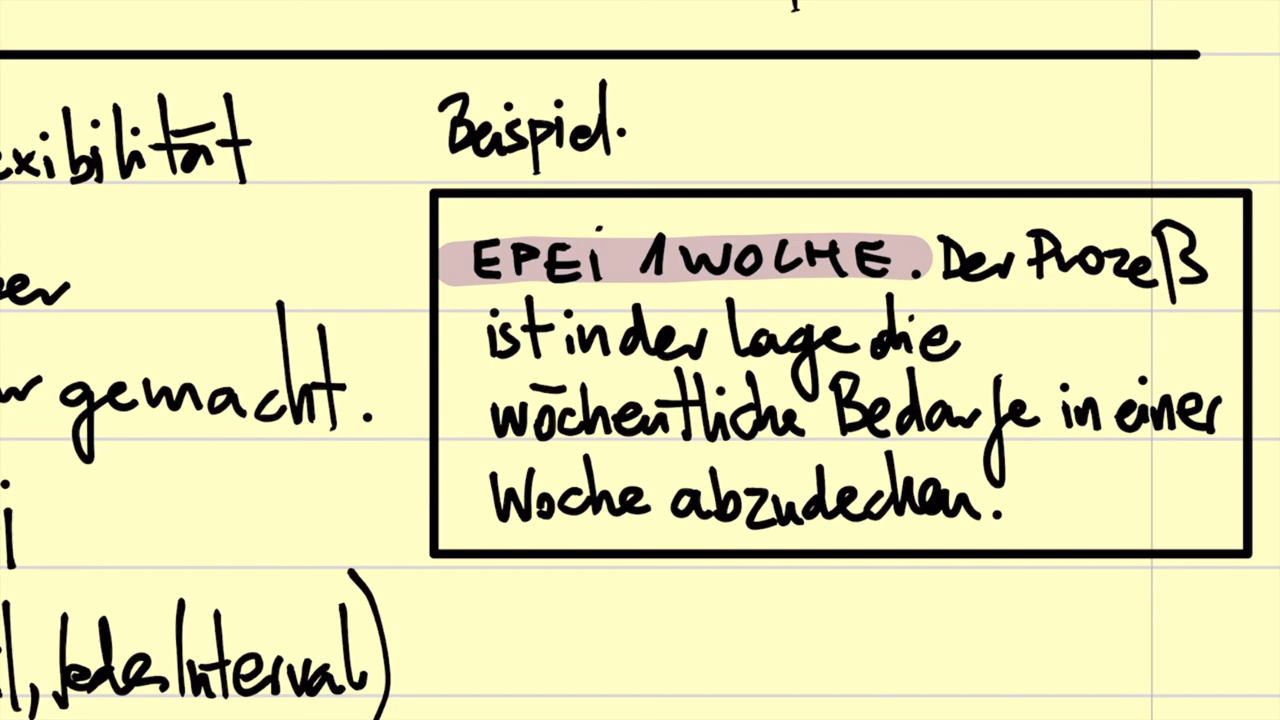 exibilität
Beispiel.
EPEi 1 WOCHE. Der Prozeß
ist in der Lage die
wöchentliche Bedarfe in einer
Woche abzudecken.
gemacht.
, Jedes Interval)